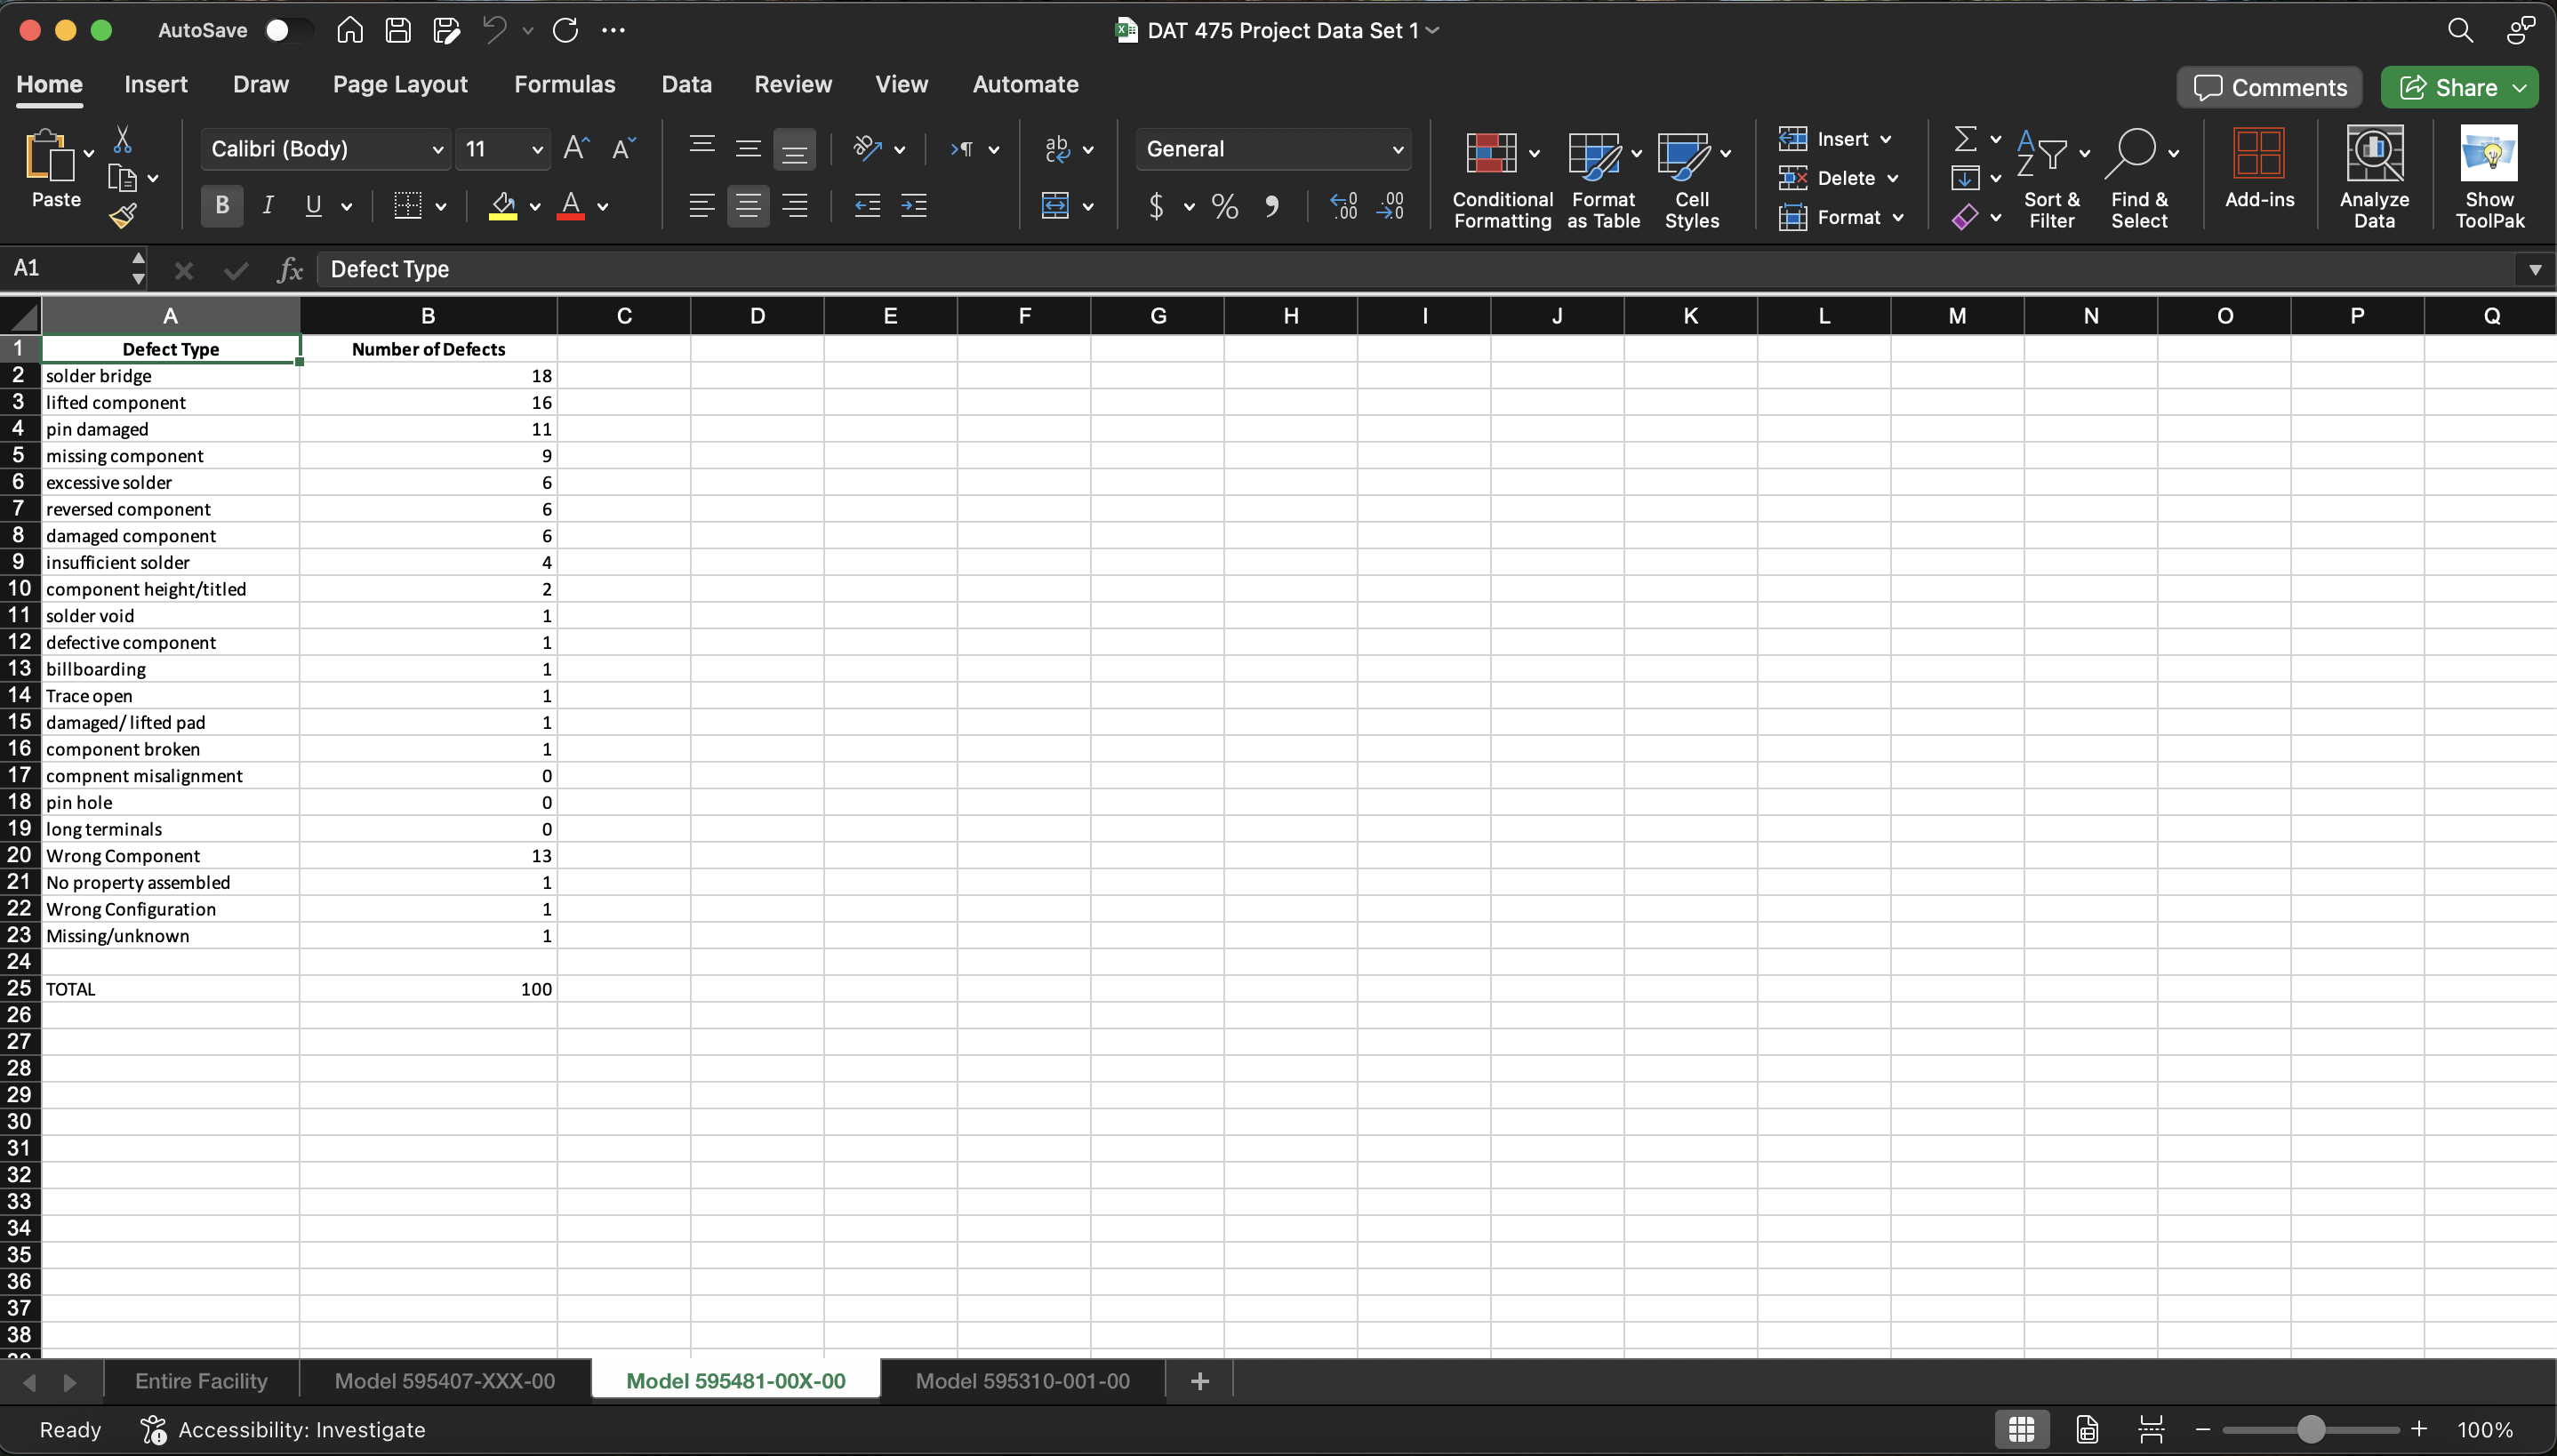 AutoSave
DAT 475 Project Data Set 1
Home Insert Draw Page Layout Formulas Data Review View Automate Comments Share
Paste
Calibri (Body) 11
B I U
General
$ % 9
Conditional Formatting
Format as Table
Cell Styles
Insert
Delete
Format
Sort & Filter
Find & Select
Add-ins
Analyze Data
Show ToolPak
A1 fx Defect Type
A B C D E F G H I J K L M N O P Q
1 Defect Type Number of Defects
2 solder bridge 18
3 lifted component 16
4 pin damaged 11
5 missing component 9
6 excessive solder 6
7 reversed component 6
8 damaged component 6
9 insufficient solder 4
10 component height/titled 2
11 solder void 1
12 defective component 1
13 billboarding 1
14 Trace open 1
15 damaged/ lifted pad 1
16 component broken 1
17 compnent misalignment 0
18 pin hole 0
19 long terminals 0
20 Wrong Component 13
21 No property assembled 1
22 Wrong Configuration 1
23 Missing/unknown 1
24
25 TOTAL 100
26
27
28
29
30
31
32
33
34
35
36
37
38
Entire Facility Model 595407-XXX-00 Model 595481-00X-00 Model 595310-001-00 +
Ready Accessibility: Investigate 100%